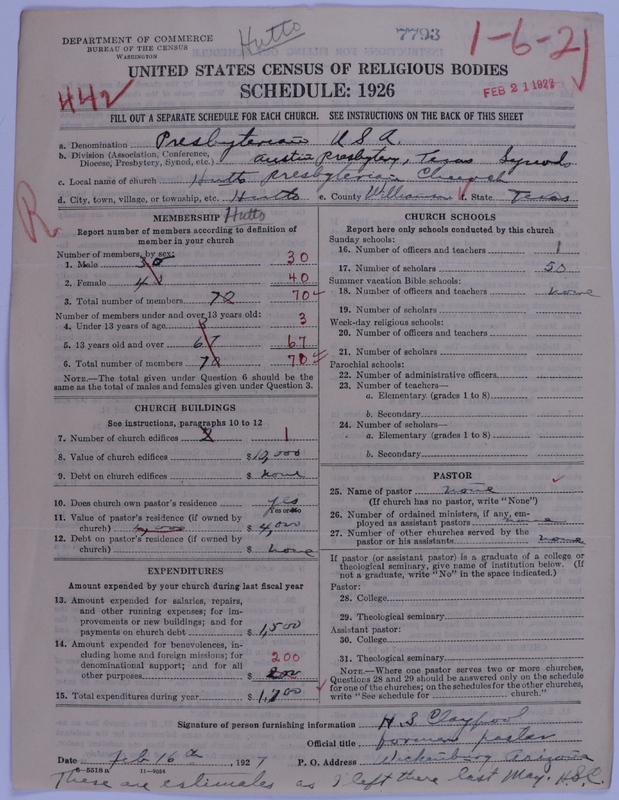 DEPARTMENT OF COMMERCE
BUREAU OF THE CENSUS
WASHINGTON
Hutto
7793
1-6-21
UNITED STATES CENSUS OF RELIGIOUS BODIES
SCHEDULE: 1926
442
FEB 21 1927
FILL OUT A SEPARATE SCHEDULE FOR EACH CHURCH. SEE INSTRUCTIONS ON THE BACK OF THIS SHEET
a. Denomination Presbyterian U.S.A.
b. Division (Association, Conference, Diocese, Presbytery, Synod, etc.) Austin Presbytery, Texas Synod
c. Local name of church Hutto Presbyterian Church
d. City, town, village, or township, etc. Hutto e. County Williamson f. State Texas
R
MEMBERSHIP Hutto
Report number of members according to definition of
member in your church
Number of members, by sex:
1. Male 30 30
2. Female 40
3. Total number of members 72 70
Number of members under and over 13 years old:
4. Under 13 years of age 3
5. 13 years old and over 67 67
6. Total number of members 72 70
NOTE.—The total given under Question 6 should be the
same as the total of males and females given under Question 3.
CHURCH BUILDINGS
See instructions, paragraphs 10 to 12
7. Number of church edifices 1
8. Value of church edifices $ 12,000
9. Debt on church edifices $ none
10. Does church own pastor's residence yes
Yes or No
11. Value of pastor's residence (if owned by
church) $ 4,000
12. Debt on pastor's residence (if owned by
church) $ none
EXPENDITURES
Amount expended by your church during last fiscal year
13. Amount expended for salaries, repairs,
and other running expenses; for im-
provements or new buildings; and for
payments on church debt $ 1,500
14. Amount expended for benevolences, in-
cluding home and foreign missions; for
denominational support; and for all 200
other purposes $ 200
15. Total expenditures during year $ 1,700
CHURCH SCHOOLS
Report here only schools conducted by this church
Sunday schools:
16. Number of officers and teachers 1
17. Number of scholars 50
Summer vacation Bible schools:
18. Number of officers and teachers none
19. Number of scholars
Week-day religious schools:
20. Number of officers and teachers
21. Number of scholars
Parochial schools:
22. Number of administrative officers
23. Number of teachers—
a. Elementary (grades 1 to 8)
b. Secondary
24. Number of scholars—
a. Elementary (grades 1 to 8)
b. Secondary
PASTOR
25. Name of pastor none
(If church has no pastor, write "None")
26. Number of ordained ministers, if any, em-
ployed as assistant pastors none
27. Number of other churches served by the
pastor or his assistants none
If pastor (or assistant pastor) is a graduate of a college or
theological seminary, give name of institution below. (If
not a graduate, write "No" in the space indicated.)
Pastor:
28. College
29. Theological seminary
Assistant pastor:
30. College
31. Theological seminary
NOTE.—Where one pastor serves two or more churches,
Questions 28 and 29 should be answered only on the schedule
for one of the churches; on the schedules for the other churches,
write "See schedule for church."
Signature of person furnishing information H. S. Claypool
Official title former pastor
Date Feb 16th, 1927 P. O. Address Wickenburg Arizona
8-5518a 11-9054
These are estimates as I left there last May. H.S.C.